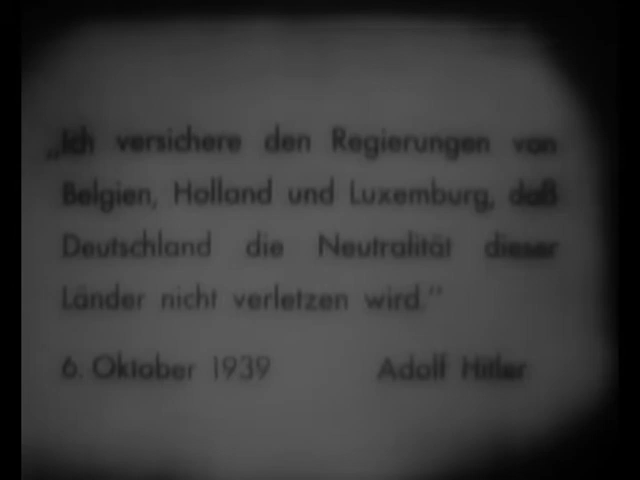 „Ich versichere den Regierungen von
Belgien, Holland und Luxemburg, daß
Deutschland die Neutralität dieser
Länder nicht verletzen wird.“
6. Oktober 1939 Adolf Hitler